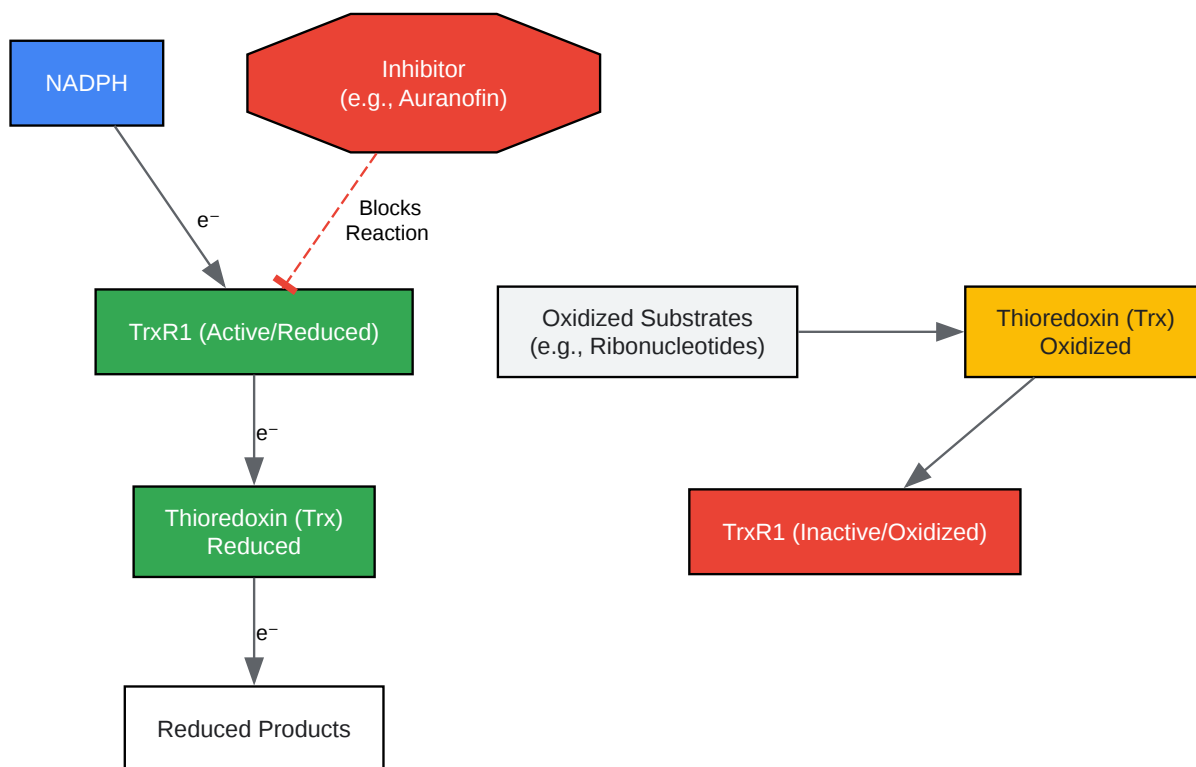 NADPH
Inhibitor
(e.g., Auranofin)
e⁻
Blocks
Reaction
TrxR1 (Active/Reduced)
Oxidized Substrates
(e.g., Ribonucleotides)
Thioredoxin (Trx)
Oxidized
e⁻
Thioredoxin (Trx)
Reduced
TrxR1 (Inactive/Oxidized)
e⁻
Reduced Products